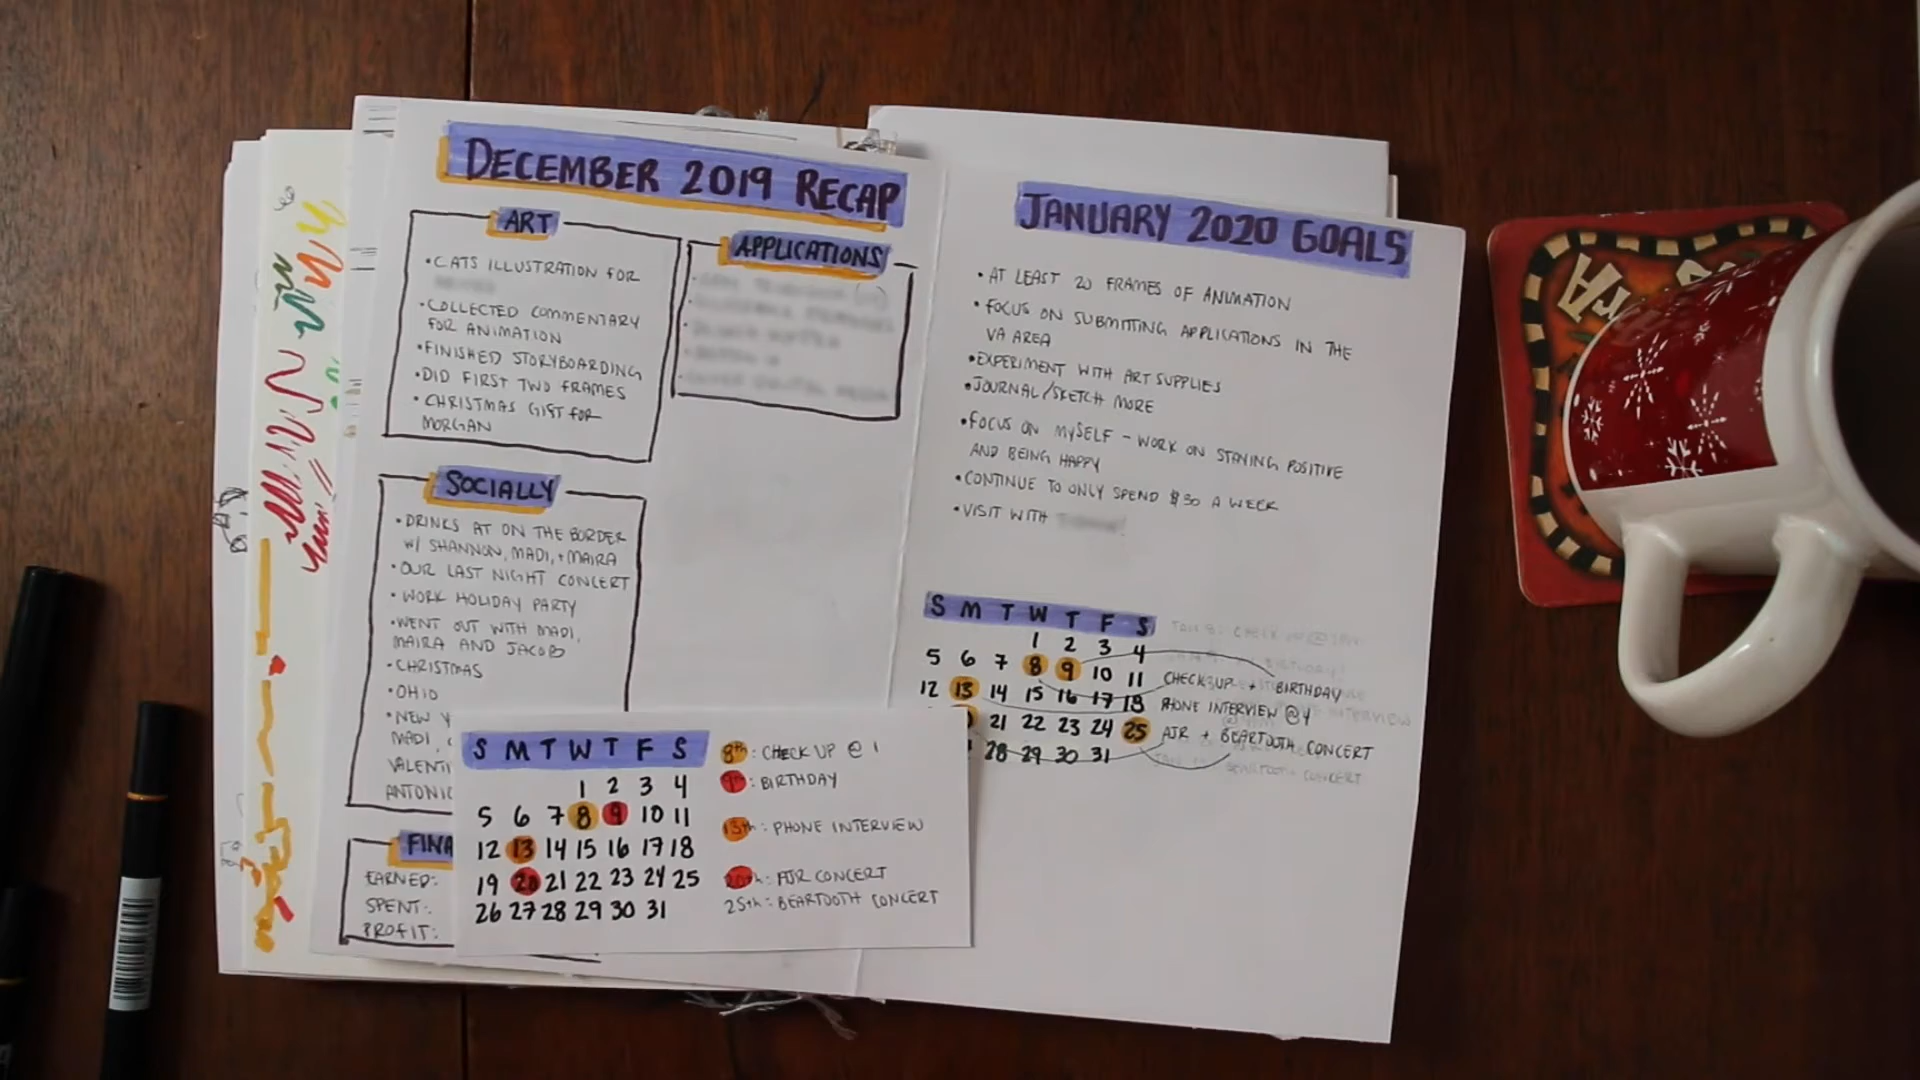 DECEMBER 2019 RECAP
ART
• CATS ILLUSTRATION FOR
• COLLECTED COMMENTARY
FOR ANIMATION
• FINISHED STORYBOARDING
• DID FIRST TWO FRAMES
• CHRISTMAS GIFT FOR
MORGAN
APPLICATIONS
SOCIALLY
• DRINKS AT ON THE BORDER
W/ SHANNON, MADI, + MAIRA
• OUR LAST NIGHT CONCERT
• WORK HOLIDAY PARTY
• WENT OUT WITH MADI,
MAIRA AND JACOB
• CHRISTMAS
• OHIO
• NEW Y
MADI,
VALENTI
ANTONIO
FINA
EARNED:
SPENT:
PROFIT:
S M T W T F S
1 2 3 4
5 6 7 8 9 10 11
12 13 14 15 16 17 18
19 20 21 22 23 24 25
26 27 28 29 30 31
8th: CHECK UP @ 1
9th: BIRTHDAY
13th: PHONE INTERVIEW
20th: AJR CONCERT
25th: BEARTOOTH CONCERT
JANUARY 2020 GOALS
• AT LEAST 20 FRAMES OF ANIMATION
• FOCUS ON SUBMITTING APPLICATIONS IN THE
VA AREA
• EXPERIMENT WITH ART SUPPLIES
• JOURNAL/SKETCH MORE
• FOCUS ON MYSELF - WORK ON STAYING POSITIVE
AND BEING HAPPY
• CONTINUE TO ONLY SPEND $30 A WEEK
• VISIT WITH
S M T W T F S
1 2 3 4
5 6 7 8 9 10 11
12 13 14 15 16 17 18
21 22 23 24 25
28 29 30 31
CHECK UP + BIRTHDAY
PHONE INTERVIEW @4
AJR + BEARTOOTH CONCERT